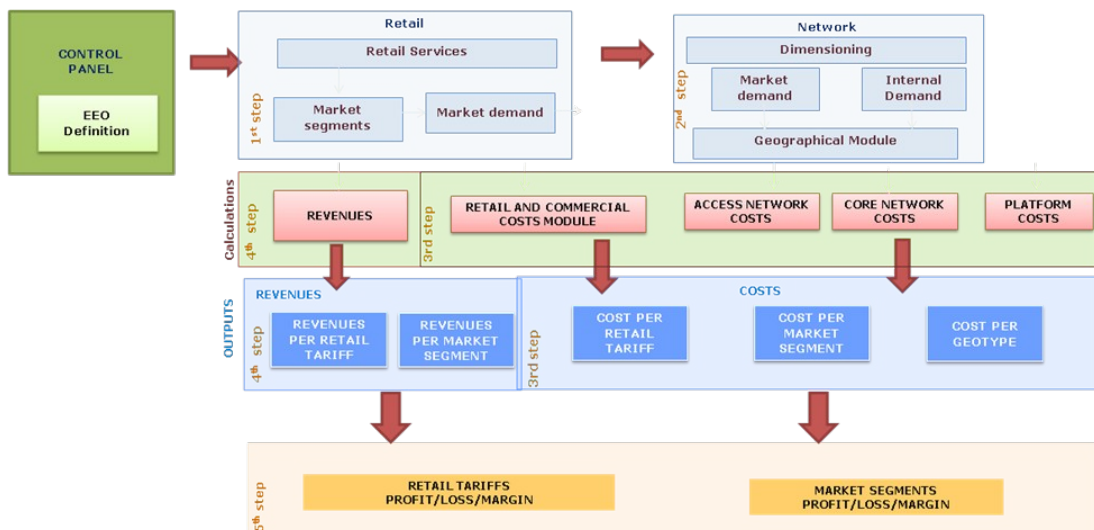 CONTROL
PANEL
EEO
Definition
Retail
Retail Services
1st step
Market
segments
Market demand
Network
Dimensioning
2nd step
Market
demand
Internal
Demand
Geographical Module
Calculations
4th step
REVENUES
3rd step
RETAIL AND COMMERCIAL
COSTS MODULE
ACCESS NETWORK
COSTS
CORE NETWORK
COSTS
PLATFORM
COSTS
OUTPUTS
REVENUES
4th step
REVENUES
PER RETAIL
TARIFF
REVENUES
PER MARKET
SEGMENT
COSTS
3rd step
COST PER
RETAIL
TARIFF
COST PER
MARKET
SEGMENT
COST PER
GEOTYPE
5th step
RETAIL TARIFFS
PROFIT/LOSS/MARGIN
MARKET SEGMENTS
PROFIT/LOSS/MARGIN